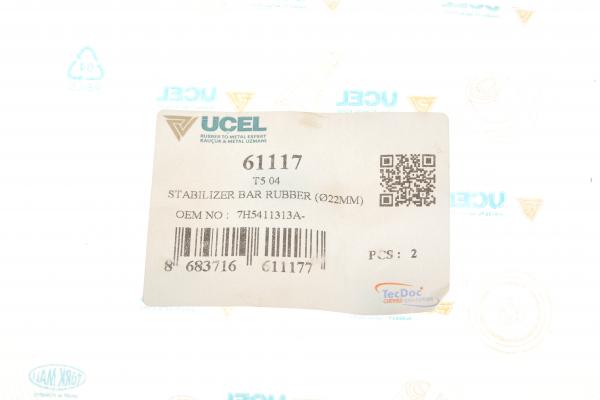 UCEL
UCEL
UCEL
RUBBER TO METAL EXPERT
KAUÇUK & METAL UZMANI
61117
T5 04
STABILIZER BAR RUBBER (Ø22MM)
OEM NO : 7H5411313A-
8 683716 611177
PCS : 2
TecDoc